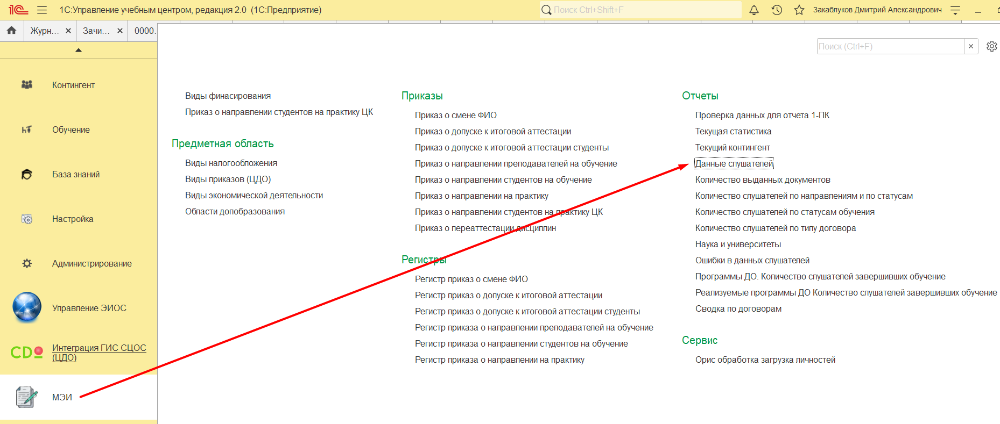 1С:Управление учебным центром, редакция 2.0 (1С:Предприятие)
Поиск Ctrl+Shift+F
Закаблуков Дмитрий Александрович
Журн...
Зачи...
0000.
Поиск (Ctrl+F)
Контингент
Обучение
База знаний
Настройка
Администрирование
Управление ЭИОС
CDO
Интеграция ГИС СЦОС
(ЦДО)
МЭИ
Виды финасирования
Приказ о направлении студентов на практику ЦК
Предметная область
Виды налогообложения
Виды приказов (ЦДО)
Виды экономической деятельности
Области допобразования
Приказы
Приказ о смене ФИО
Приказ о допуске к итоговой аттестации
Приказ о допуске к итоговой аттестации студенты
Приказ о направлении преподавателей на обучение
Приказ о направлении студентов на обучение
Приказ о направлении на практику
Приказ о направлении студентов на практику ЦК
Приказ о переаттестации дисциплин
Регистры
Регистр приказ о смене ФИО
Регистр приказ о допуске к итоговой аттестации
Регистр приказ о допуске к итоговой аттестации студенты
Регистр приказа о направлении преподавателей на обучение
Регистр приказа о направлении студентов на обучение
Регистр приказа о направлении на практику
Отчеты
Проверка данных для отчета 1-ПК
Текущая статистика
Текущий контингент
Данные слушателей
Количество выданных документов
Количество слушателей по направлениям и по статусам
Количество слушателей по статусам обучения
Количество слушателей по типу договора
Наука и университеты
Ошибки в данных слушателей
Программы ДО. Количество слушателей завершивших обучение
Реализуемые программы ДО Количество слушателей завершивших обучение
Сводка по договорам
Сервис
Орис обработка загрузка личностей